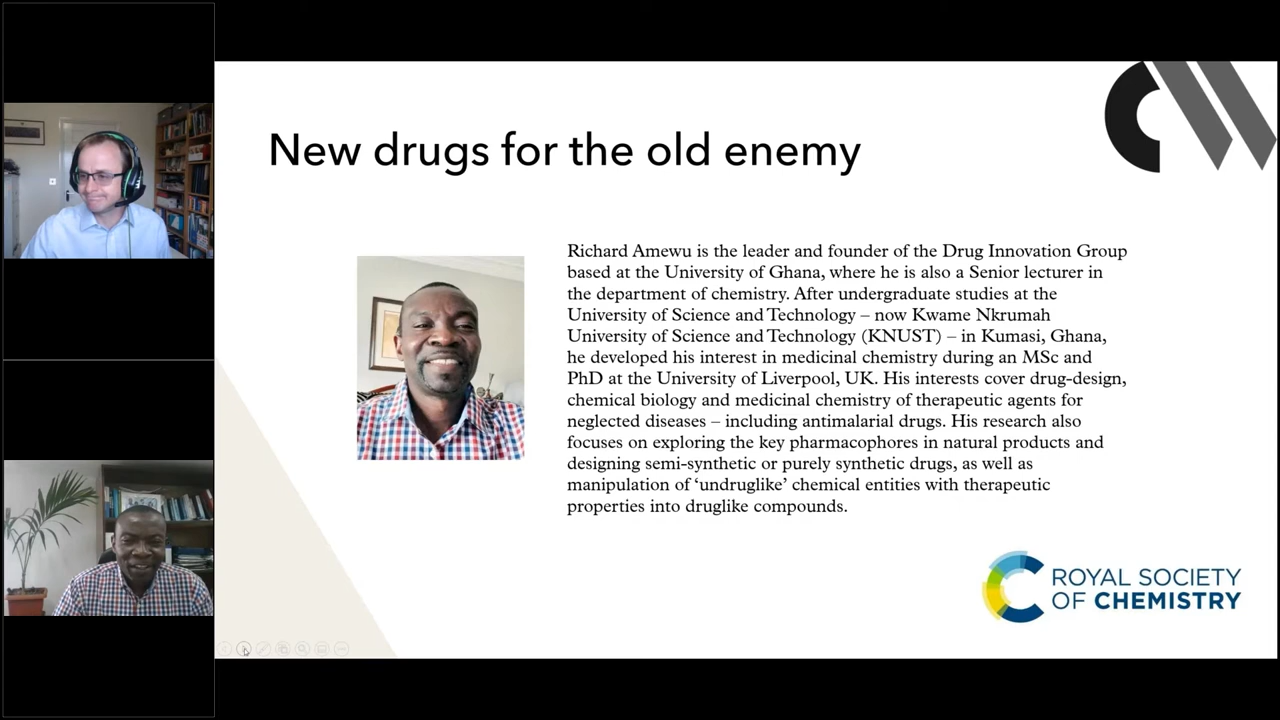 New drugs for the old enemy
Richard Amewu is the leader and founder of the Drug Innovation Group
based at the University of Ghana, where he is also a Senior lecturer in
the department of chemistry. After undergraduate studies at the
University of Science and Technology – now Kwame Nkrumah
University of Science and Technology (KNUST) – in Kumasi, Ghana,
he developed his interest in medicinal chemistry during an MSc and
PhD at the University of Liverpool, UK. His interests cover drug-design,
chemical biology and medicinal chemistry of therapeutic agents for
neglected diseases – including antimalarial drugs. His research also
focuses on exploring the key pharmacophores in natural products and
designing semi-synthetic or purely synthetic drugs, as well as
manipulation of ‘undruglike’ chemical entities with therapeutic
properties into druglike compounds.
ROYAL SOCIETY
OF CHEMISTRY